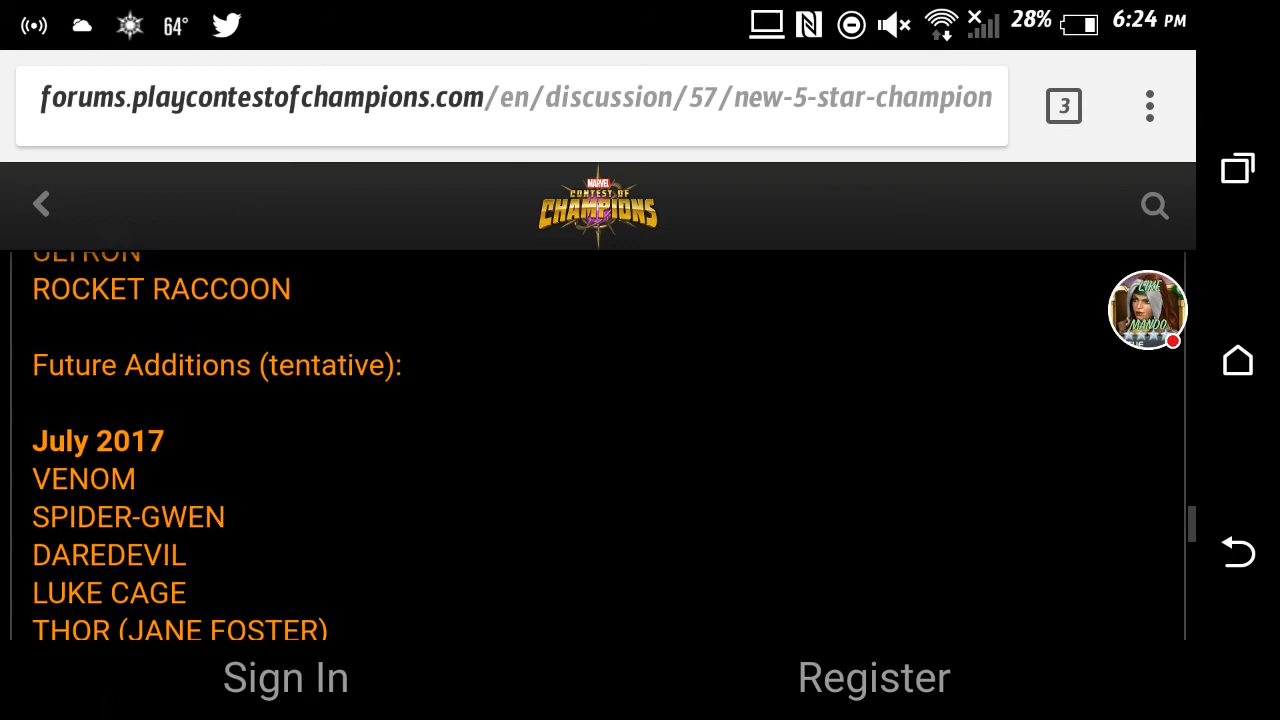 64° 28% 6:24 PM
forums.playcontestofchampions.com/en/discussion/57/new-5-star-champion
3
MARVEL
CONTEST OF
CHAMPIONS
ULTRON
ROCKET RACCOON
Future Additions (tentative):
July 2017
VENOM
SPIDER-GWEN
DAREDEVIL
LUKE CAGE
THOR (JANE FOSTER)
Sign In Register